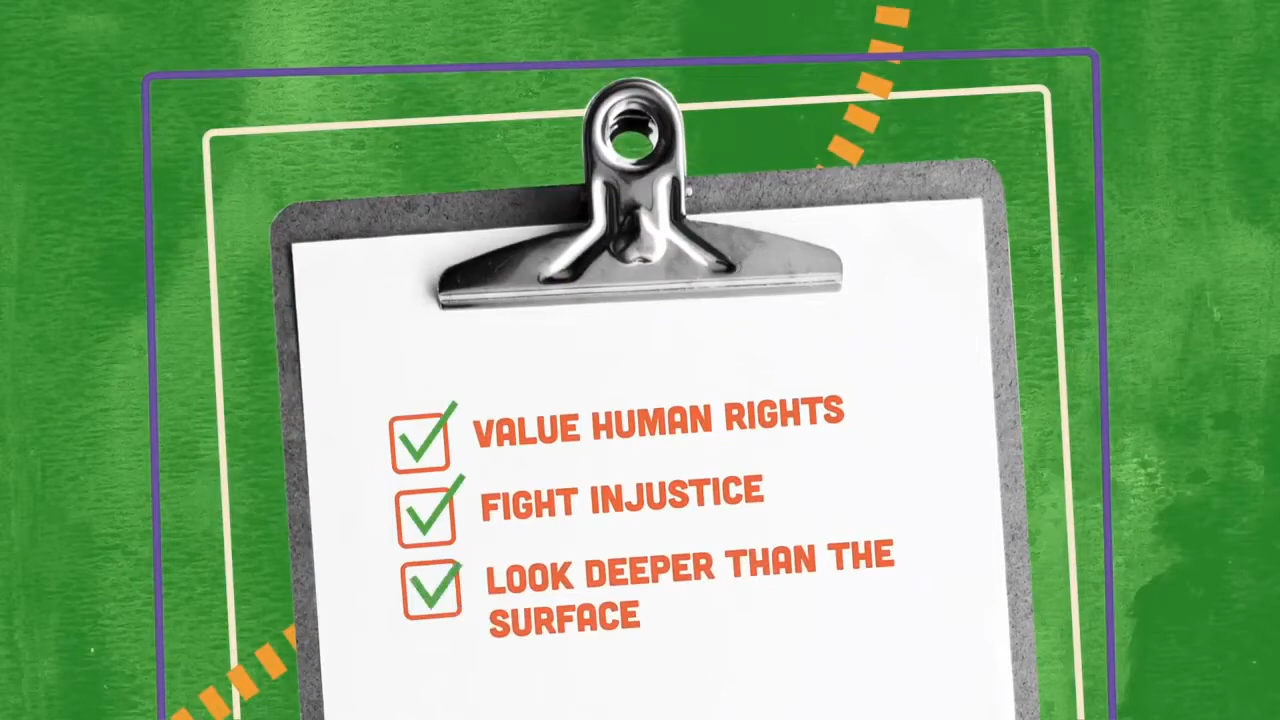 VALUE HUMAN RIGHTS
FIGHT INJUSTICE
LOOK DEEPER THAN THE
SURFACE